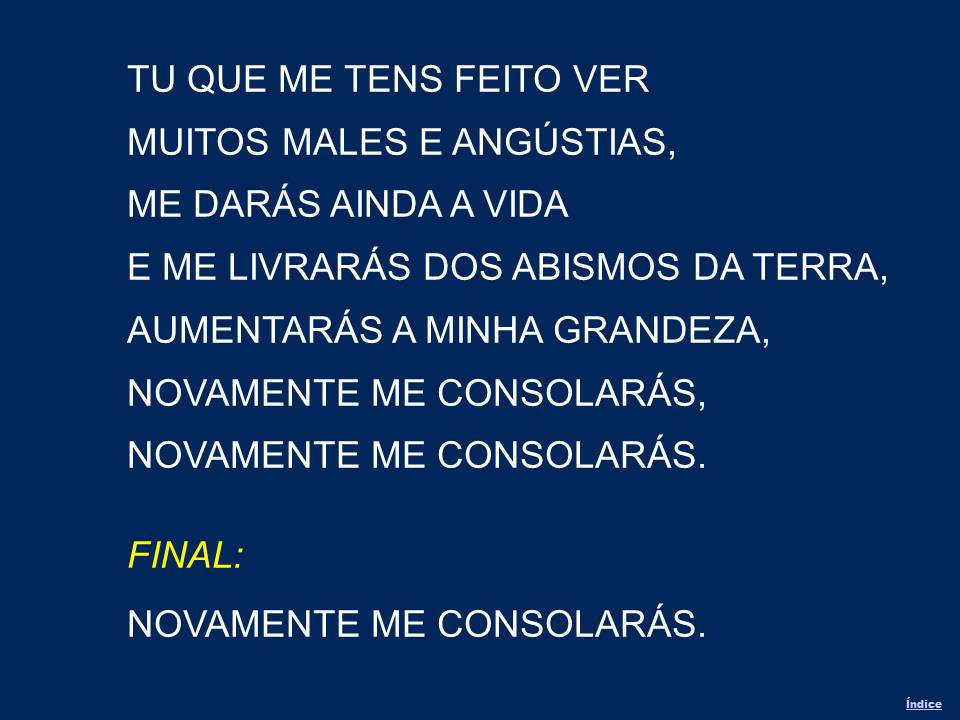 TU QUE ME TENS FEITO VER
MUITOS MALES E ANGÚSTIAS,
ME DARÁS AINDA A VIDA
E ME LIVRARÁS DOS ABISMOS DA TERRA,
AUMENTARÁS A MINHA GRANDEZA,
NOVAMENTE ME CONSOLARÁS,
NOVAMENTE ME CONSOLARÁS.
FINAL:
NOVAMENTE ME CONSOLARÁS.
Índice